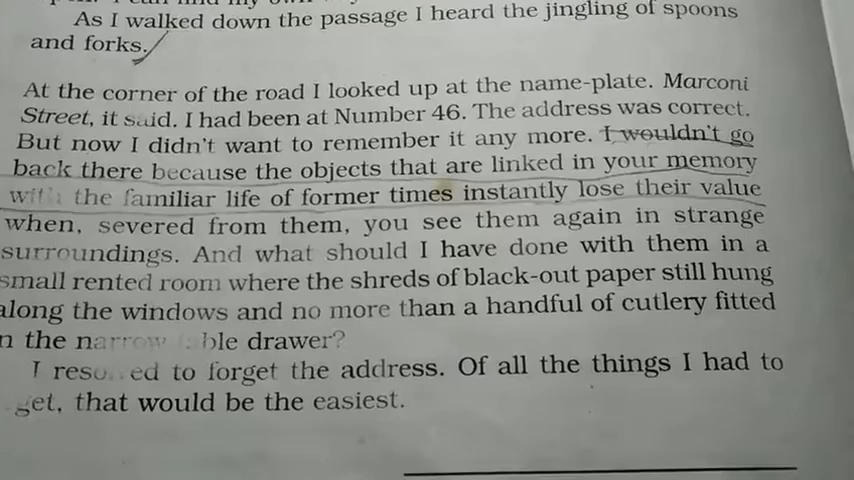 As I walked down the passage I heard the jingling of spoons
and forks.
At the corner of the road I looked up at the name-plate. Marconi
Street, it said. I had been at Number 46. The address was correct.
But now I didn't want to remember it any more. I wouldn't go
back there because the objects that are linked in your memory
with the familiar life of former times instantly lose their value
when, severed from them, you see them again in strange
surroundings. And what should I have done with them in a
small rented room where the shreds of black-out paper still hung
along the windows and no more than a handful of cutlery fitted
n the narrow ble drawer?
I resolved to forget the address. Of all the things I had to
get, that would be the easiest.